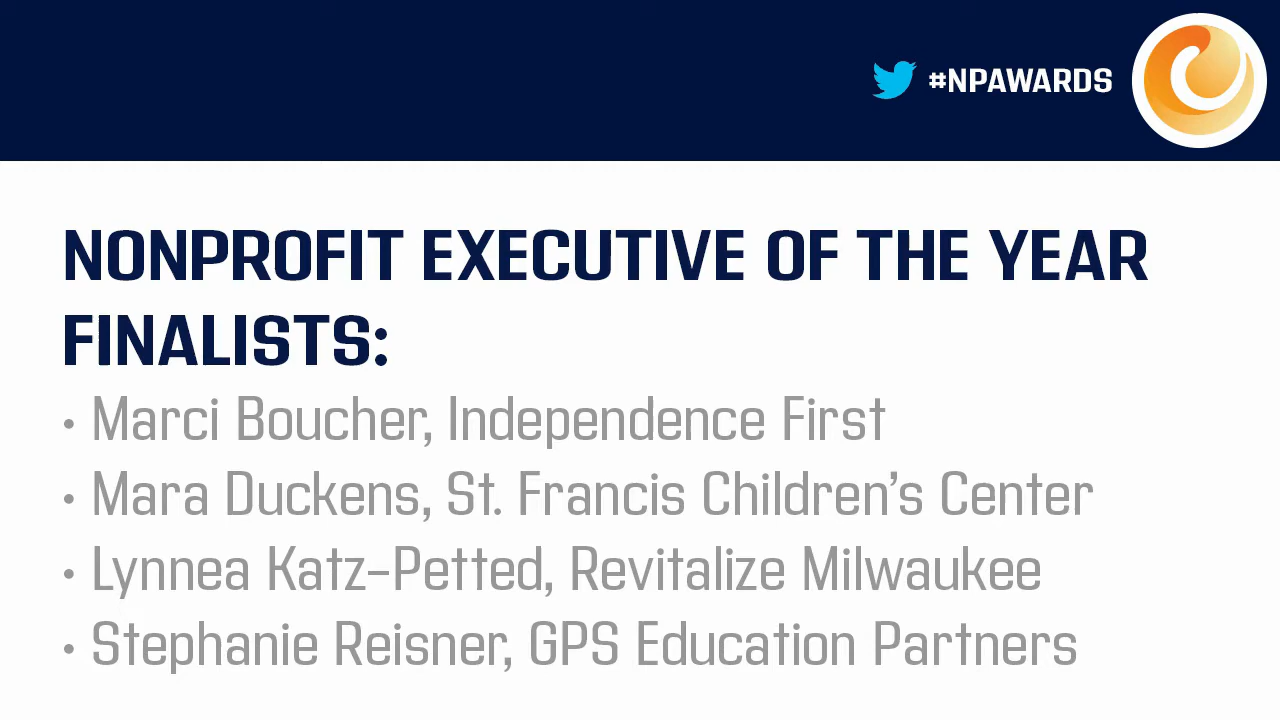 #NPAWARDS
NONPROFIT EXECUTIVE OF THE YEAR
FINALISTS:
• Marci Boucher, Independence First
• Mara Duckens, St. Francis Children’s Center
• Lynnea Katz–Petted, Revitalize Milwaukee
• Stephanie Reisner, GPS Education Partners